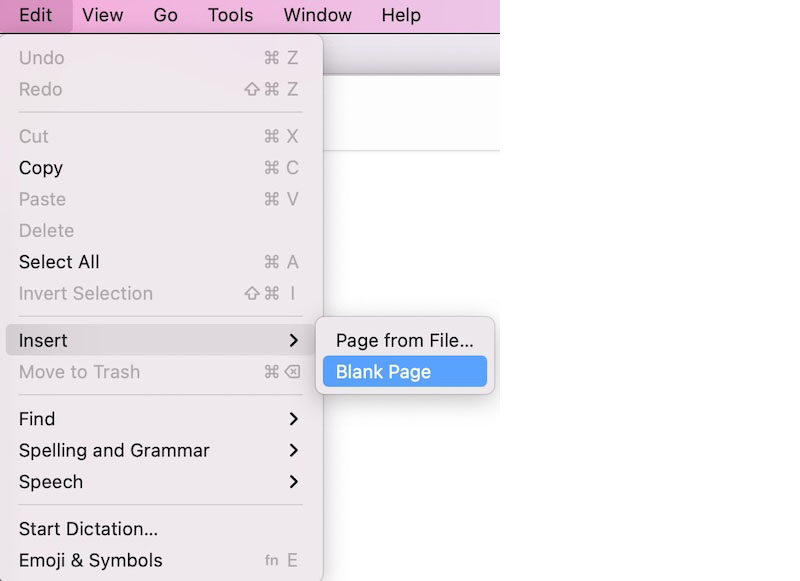 Edit View Go Tools Window Help
Undo ⌘ Z
Redo ⇧⌘ Z
Cut ⌘ X
Copy ⌘ C
Paste ⌘ V
Delete
Select All ⌘ A
Invert Selection ⇧⌘ I
Insert
Page from File...
Move to Trash ⌘⌫
Blank Page
Find
Spelling and Grammar
Speech
Start Dictation...
Emoji & Symbols fn E